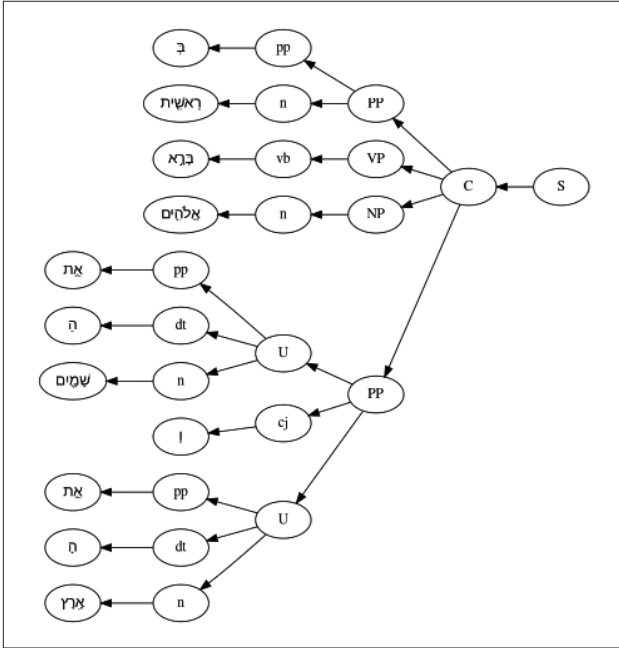 בְּ pp
רֵאשִׁ֖ית n PP
בָּרָ֣א vb VP
C S
אֱלֹהִ֑ים n NP
אֵ֥ת pp
הַ dt
U
שָּׁמַ֖יִם n
PP
וְ cj
אֵ֥ת pp
U
הָ dt
אָֽרֶץ n